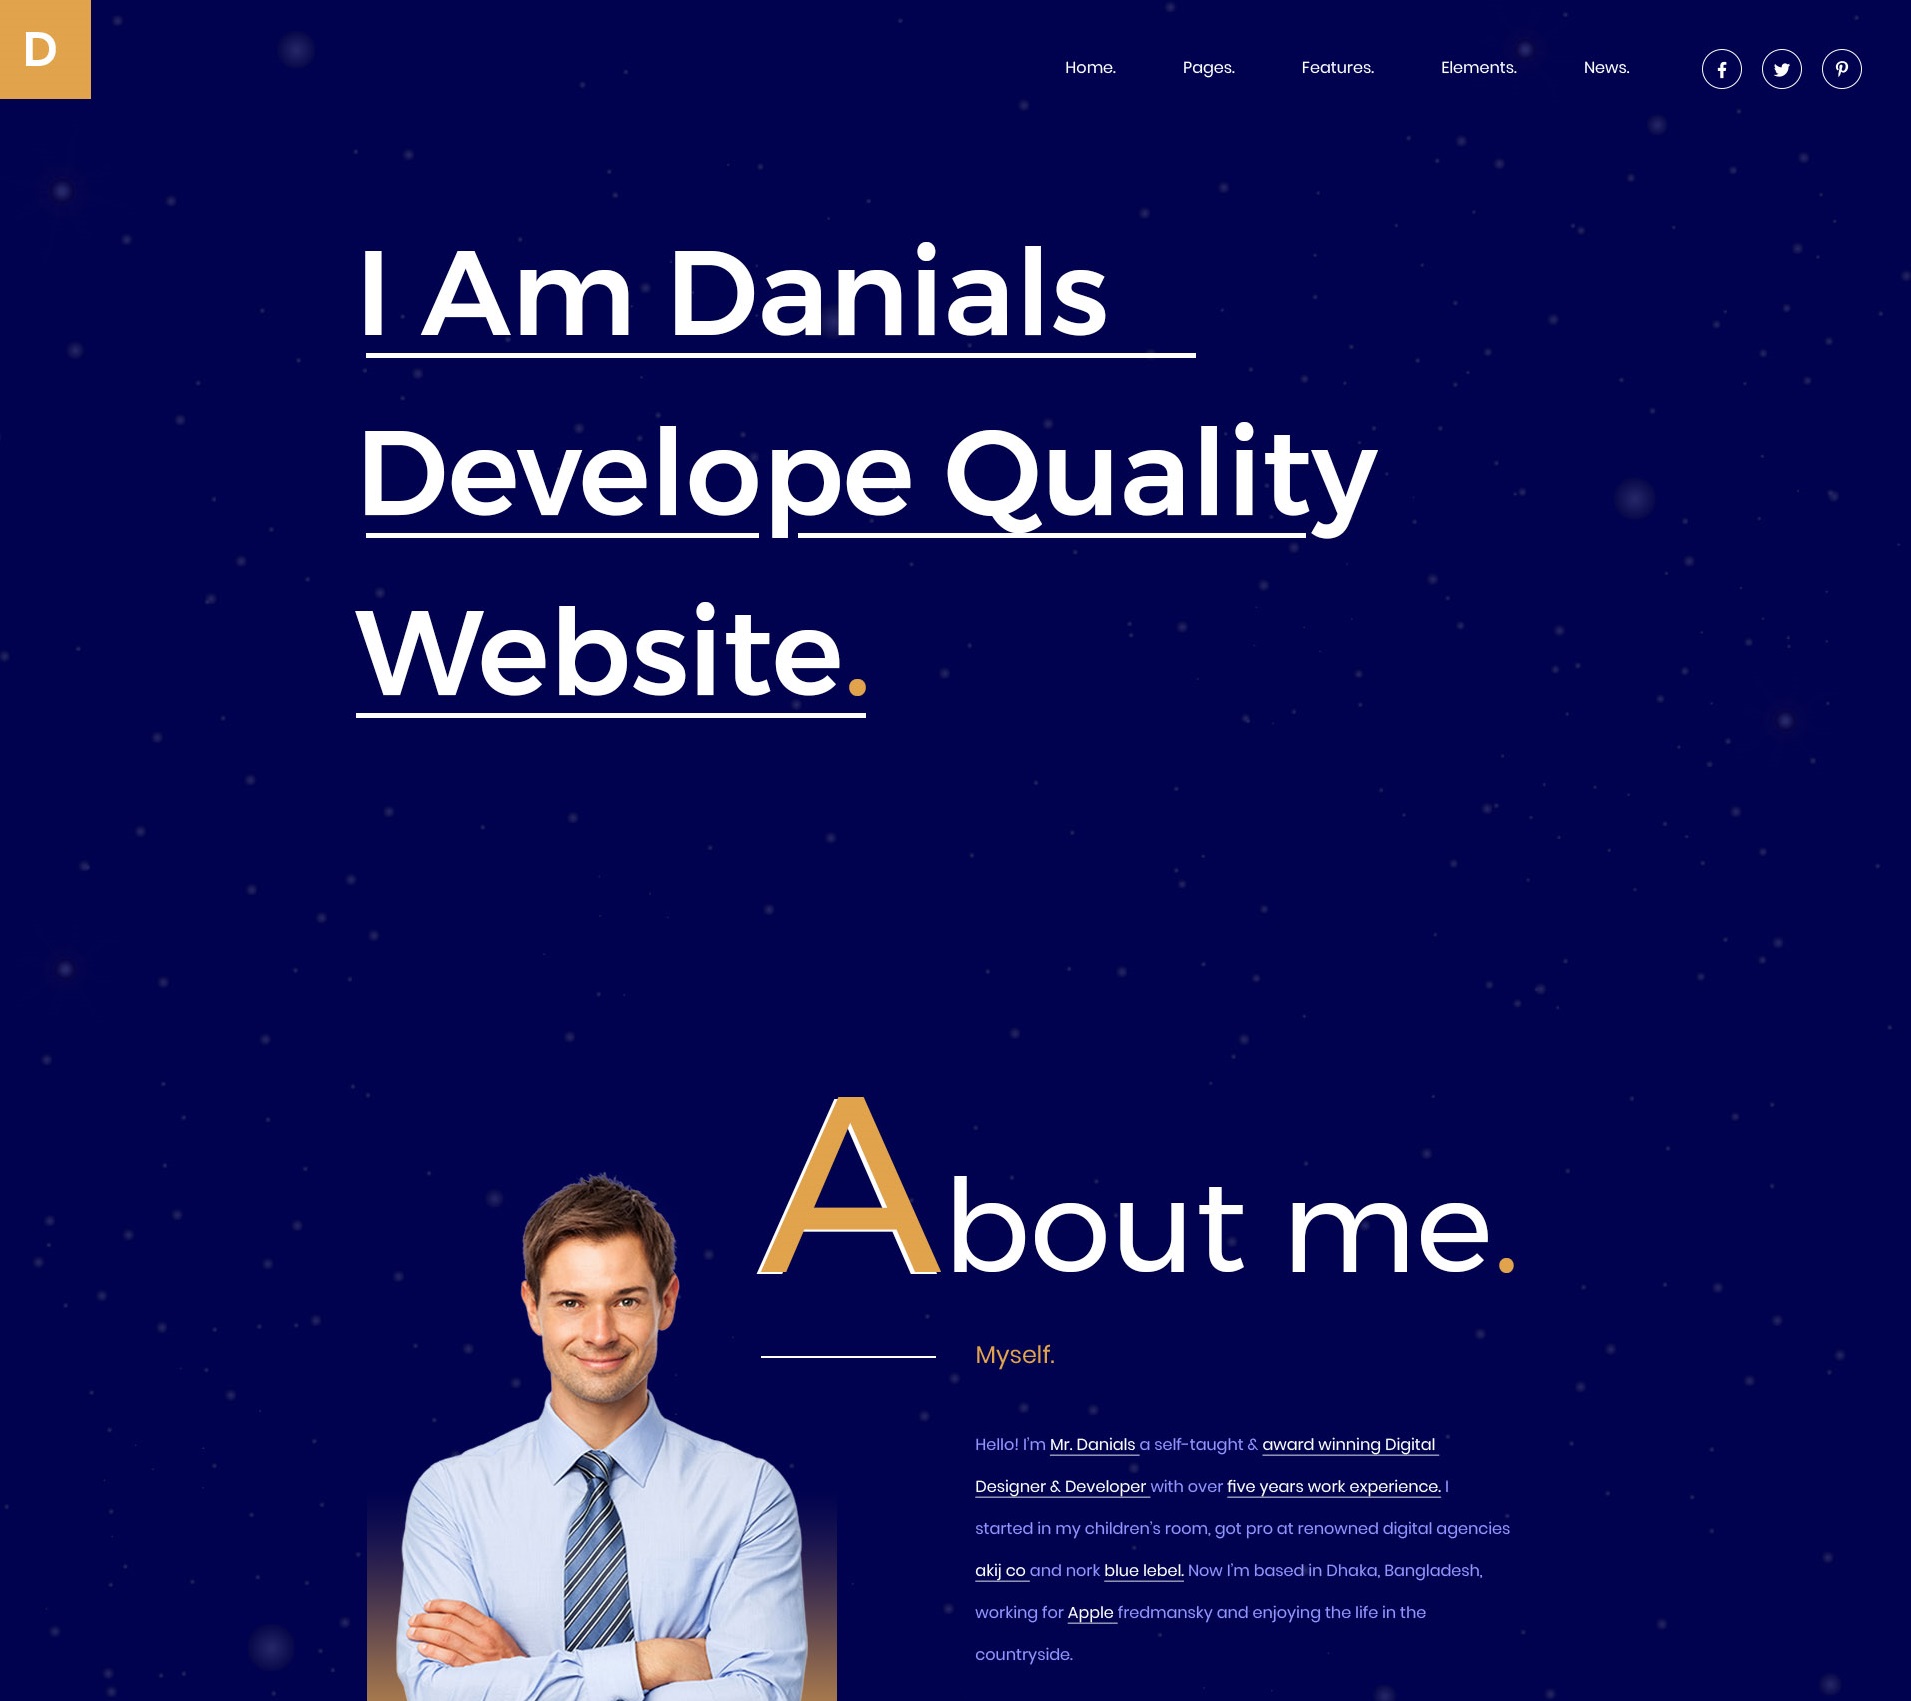 D
Home. Pages. Features. Elements. News.
I Am Danials
Develope Quality
Website.
About me.
Myself.
Hello! I'm Mr. Danials a self-taught & award winning Digital
Designer & Developer with over five years work experience. I
started in my children's room, got pro at renowned digital agencies
akij co and nork blue lebel. Now I'm based in Dhaka, Bangladesh,
working for Apple fredmansky and enjoying the life in the
countryside.